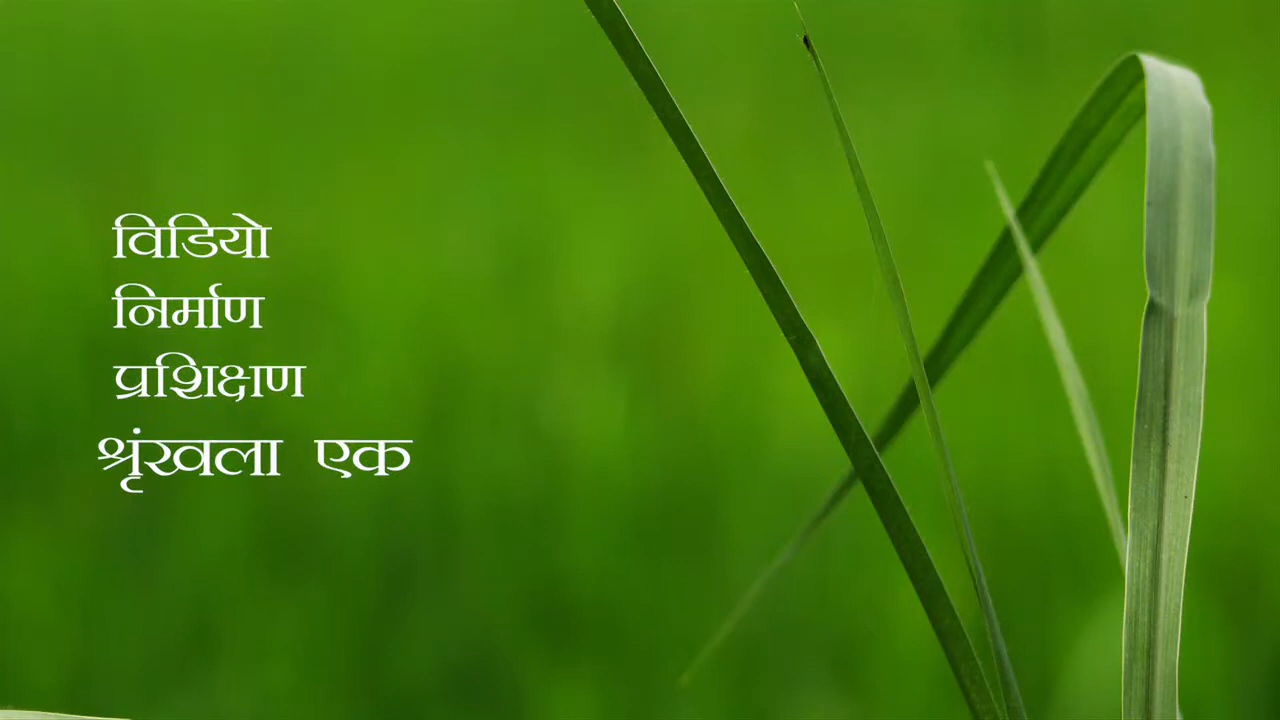 विडियो
निर्माण
प्रशिक्षण
श्रृंखला एक